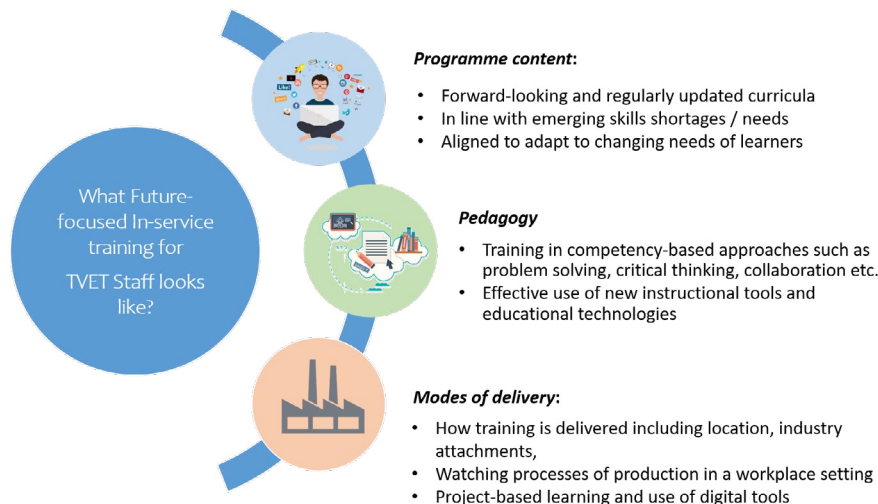 What Future-
focused In-service
training for
TVET Staff looks
like?
Programme content:
• Forward-looking and regularly updated curricula
• In line with emerging skills shortages / needs
• Aligned to adapt to changing needs of learners
Pedagogy
• Training in competency-based approaches such as
problem solving, critical thinking, collaboration etc.
• Effective use of new instructional tools and
educational technologies
Modes of delivery:
• How training is delivered including location, industry
attachments,
• Watching processes of production in a workplace setting
• Project-based learning and use of digital tools
Like!